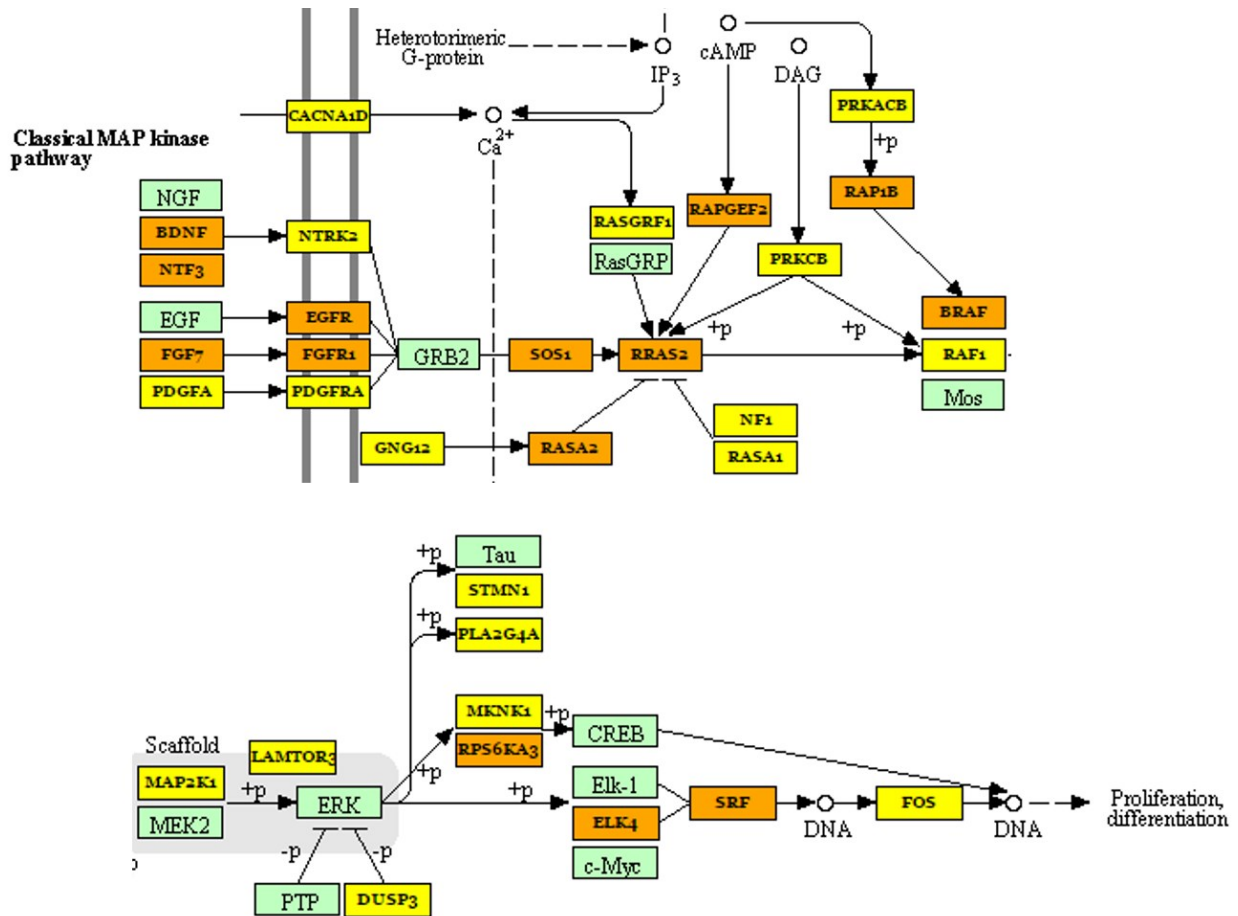 Heterotorimeric
G-protein
IP3
cAMP
DAG
CACNA1D
Ca2+
PRKACB
+p
Classical MAP kinase
pathway
NGF
BDNF
NTF3
NTRK2
RASGRF1
RasGRP
RAPGEF2
RAP1B
PRKCB
EGF
EGFR
+p
+p
BRAF
FGF7
FGFR1
GRB2
SOS1
RRAS2
RAF1
PDGFA
PDGFRA
Mos
GNG12
RASA2
NF1
RASA1
+p
Tau
STMN1
+p
PLA2G4A
MKNK1
+p
RPS6KA3
CREB
Scaffold
LAMTOR3
MAP2K1
+p
ERK
MEK2
+p
+p
Elk-1
ELK4
c-Myc
SRF
DNA
FOS
DNA
Proliferation,
differentiation
-p
-p
PTP
DUSP3